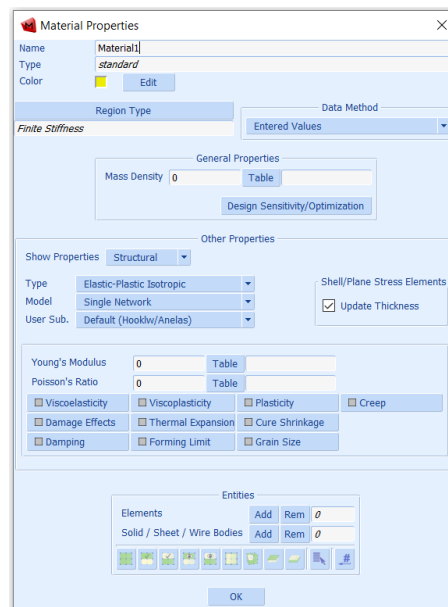 Material Properties
Name Material1
Type standard
Color Edit
Region Type Data Method
Finite Stiffness Entered Values
General Properties
Mass Density 0 Table
Design Sensitivity/Optimization
Other Properties
Show Properties Structural
Type Elastic-Plastic Isotropic Shell/Plane Stress Elements
Model Single Network Update Thickness
User Sub. Default (Hooklw/Anelas)
Young's Modulus 0 Table
Poisson's Ratio 0 Table
Viscoelasticity Viscoplasticity Plasticity Creep
Damage Effects Thermal Expansion Cure Shrinkage
Damping Forming Limit Grain Size
Entities
Elements Add Rem 0
Solid / Sheet / Wire Bodies Add Rem 0
#
OK